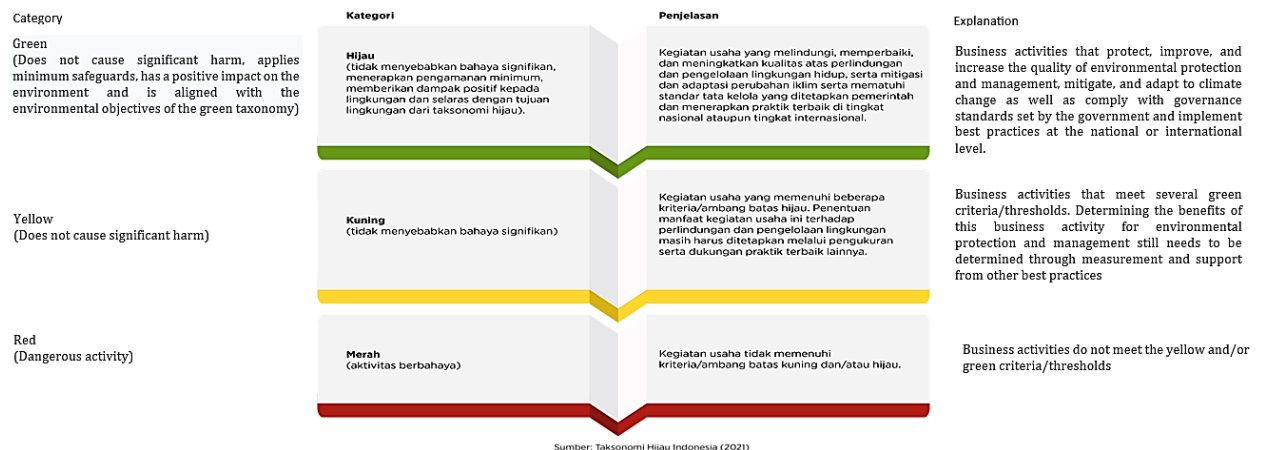 Category
Kategori
Penjelasan
Explanation
Green
(Does not cause significant harm, applies
minimum safeguards, has a positive impact on the
environment and is aligned with the
environmental objectives of the green taxonomy)
Hijau
(tidak menyebabkan bahaya signifikan,
menerapkan pengamanan minimum,
memberikan dampak positif kepada
lingkungan dan selaras dengan tujuan
lingkungan dari taksonomi hijau).
Kegiatan usaha yang melindungi, memperbaiki,
dan meningkatkan kualitas atas perlindungan
dan pengelolaan lingkungan hidup, serta mitigasi
dan adaptasi perubahan iklim serta mematuhi
standar tata kelola yang ditetapkan pemerintah
dan menerapkan praktik terbaik di tingkat
nasional ataupun tingkat internasional.
Business activities that protect, improve, and
increase the quality of environmental protection
and management, mitigate, and adapt to climate
change as well as comply with governance
standards set by the government and implement
best practices at the national or international
level.
Yellow
(Does not cause significant harm)
Kuning
(tidak menyebabkan bahaya signifikan)
Kegiatan usaha yang memenuhi beberapa
kriteria/ambang batas hijau. Penentuan
manfaat kegiatan usaha ini terhadap
perlindungan dan pengelolaan lingkungan
masih harus ditetapkan melalui pengukuran
serta dukungan praktik terbaik lainnya.
Business activities that meet several green
criteria/thresholds. Determining the benefits of
this business activity for environmental
protection and management still needs to be
determined through measurement and support
from other best practices
Red
(Dangerous activity)
Merah
(aktivitas berbahaya)
Kegiatan usaha tidak memenuhi
kriteria/ambang batas kuning dan/atau hijau.
Business activities do not meet the yellow and/or
green criteria/thresholds
Sumber: Taksonomi Hijau Indonesia (2021)